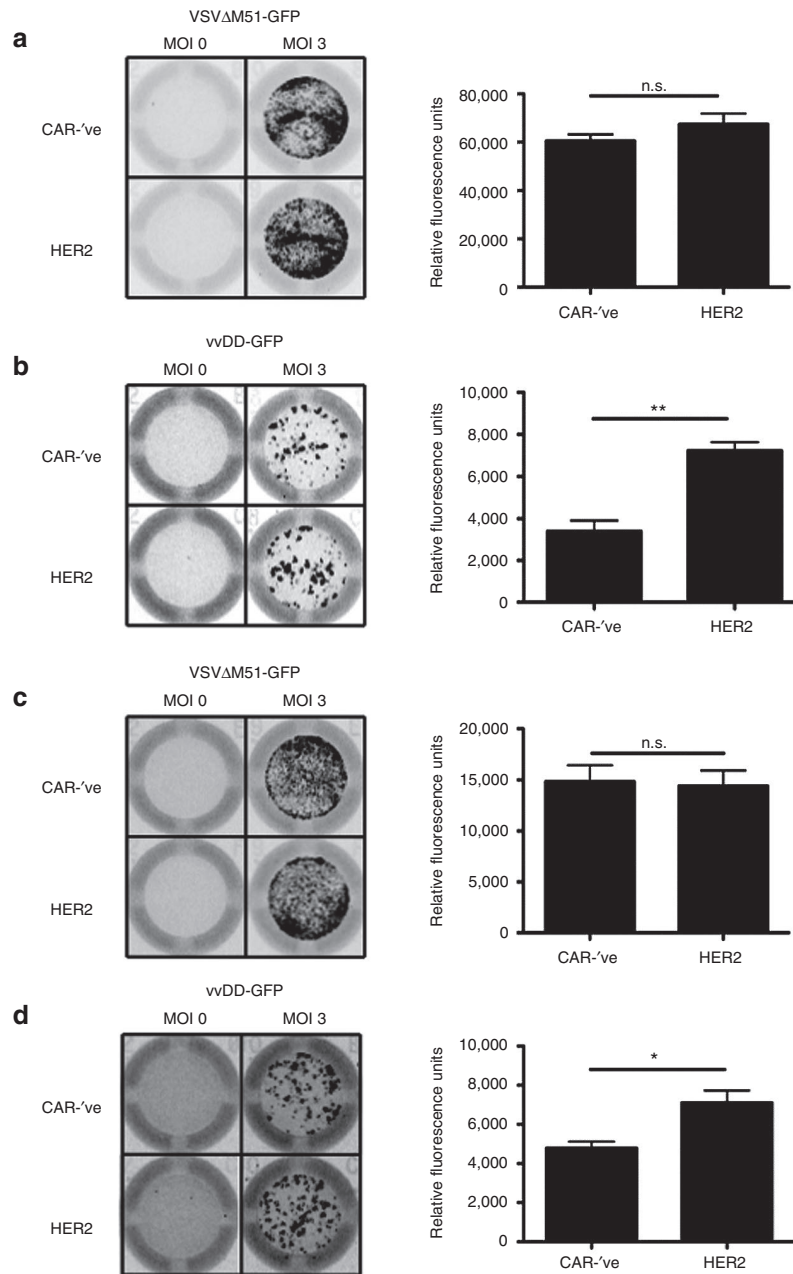 a
VSVΔM51-GFP
MOI 0 MOI 3
CAR-′ve
HER2
Relative fluorescence units
80,000
60,000
40,000
20,000
0
n.s.
CAR-′ve HER2
b
vvDD-GFP
MOI 0 MOI 3
CAR-′ve
HER2
Relative fluorescence units
10,000
8,000
6,000
4,000
2,000
0
**
CAR-′ve HER2
c
VSVΔM51-GFP
MOI 0 MOI 3
CAR-′ve
HER2
Relative fluorescence units
20,000
15,000
10,000
5,000
0
n.s.
CAR-′ve HER2
d
vvDD-GFP
MOI 0 MOI 3
CAR-′ve
HER2
Relative fluorescence units
10,000
8,000
6,000
4,000
2,000
0
*
CAR-′ve HER2